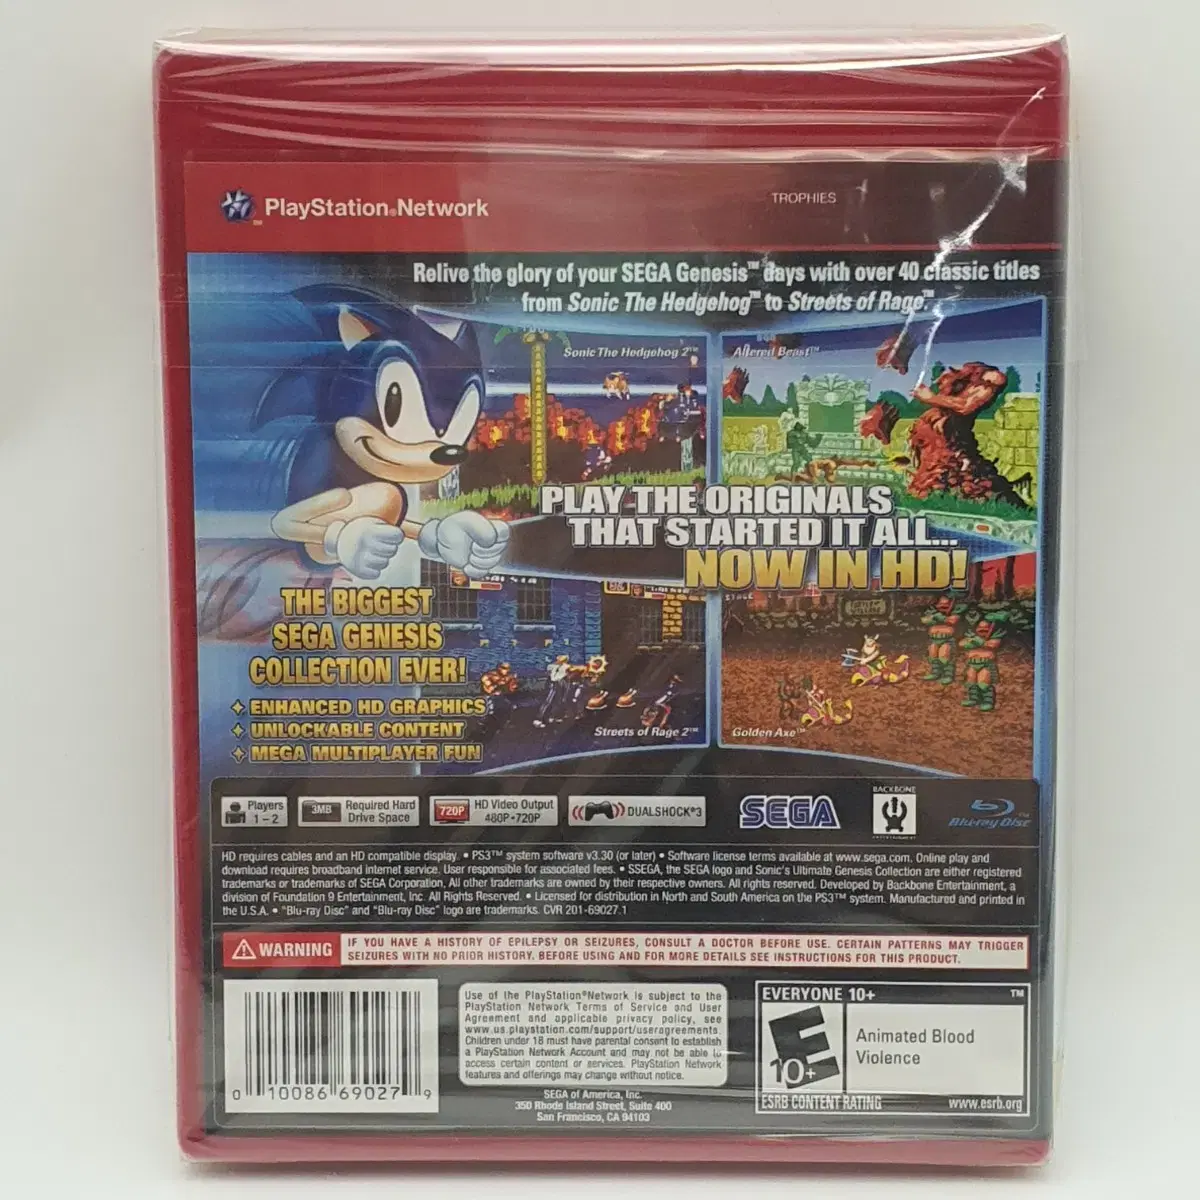 PlayStation®Network
TROPHIES
Relive the glory of your SEGA Genesis™ days with over 40 classic titles
from Sonic The Hedgehog™ to Streets of Rage.™
Sonic The Hedgehog 2™
Altered Beast™
PLAY THE ORIGINALS
THAT STARTED IT ALL...
NOW IN HD!
THE BIGGEST
SEGA GENESIS
COLLECTION EVER!
ENHANCED HD GRAPHICS
UNLOCKABLE CONTENT
MEGA MULTIPLAYER FUN
Streets of Rage 2™
Golden Axe™
Players
1 - 2
3MB
Required Hard
Drive Space
720P
HD Video Output
480P•720P
DUALSHOCK®3
SEGA
BACKBONE
ENTERTAINMENT
Blu-ray Disc™
HD requires cables and an HD compatible display. • PS3™ system software v3.30 (or later) • Software license terms available at www.sega.com. Online play and
download requires broadband internet service. User responsible for associated fees. • SSEGA, the SEGA logo and Sonic's Ultimate Genesis Collection are either registered
trademarks or trademarks of SEGA Corporation. All other trademarks are owned by their respective owners. All rights reserved. Developed by Backbone Entertainment, a
division of Foundation 9 Entertainment, Inc. All Rights Reserved. • Licensed for distribution in North and South America on the PS3™ system. Manufactured and printed in
the U.S.A. • "Blu-ray Disc" and "Blu-ray Disc" logo are trademarks. CVR 201-69027.1
WARNING
IF YOU HAVE A HISTORY OF EPILEPSY OR SEIZURES, CONSULT A DOCTOR BEFORE USE. CERTAIN PATTERNS MAY TRIGGER
SEIZURES WITH NO PRIOR HISTORY. BEFORE USING AND FOR MORE DETAILS SEE INSTRUCTIONS FOR THIS PRODUCT.
0 10086 69027 9
Use of the PlayStation®Network is subject to the
PlayStation Network Terms of Service and User
Agreement and applicable privacy policy, see
www.us.playstation.com/support/useragreements.
Children under 18 must have parental consent to establish
a PlayStation Network Account and may not be able to
access certain content or services. PlayStation Network
features and offerings may change without notice.
SEGA of America, Inc.
350 Rhode Island Street, Suite 400
San Francisco, CA 94103
EVERYONE 10+
™
E
10+
Animated Blood
Violence
ESRB CONTENT RATING
www.esrb.org